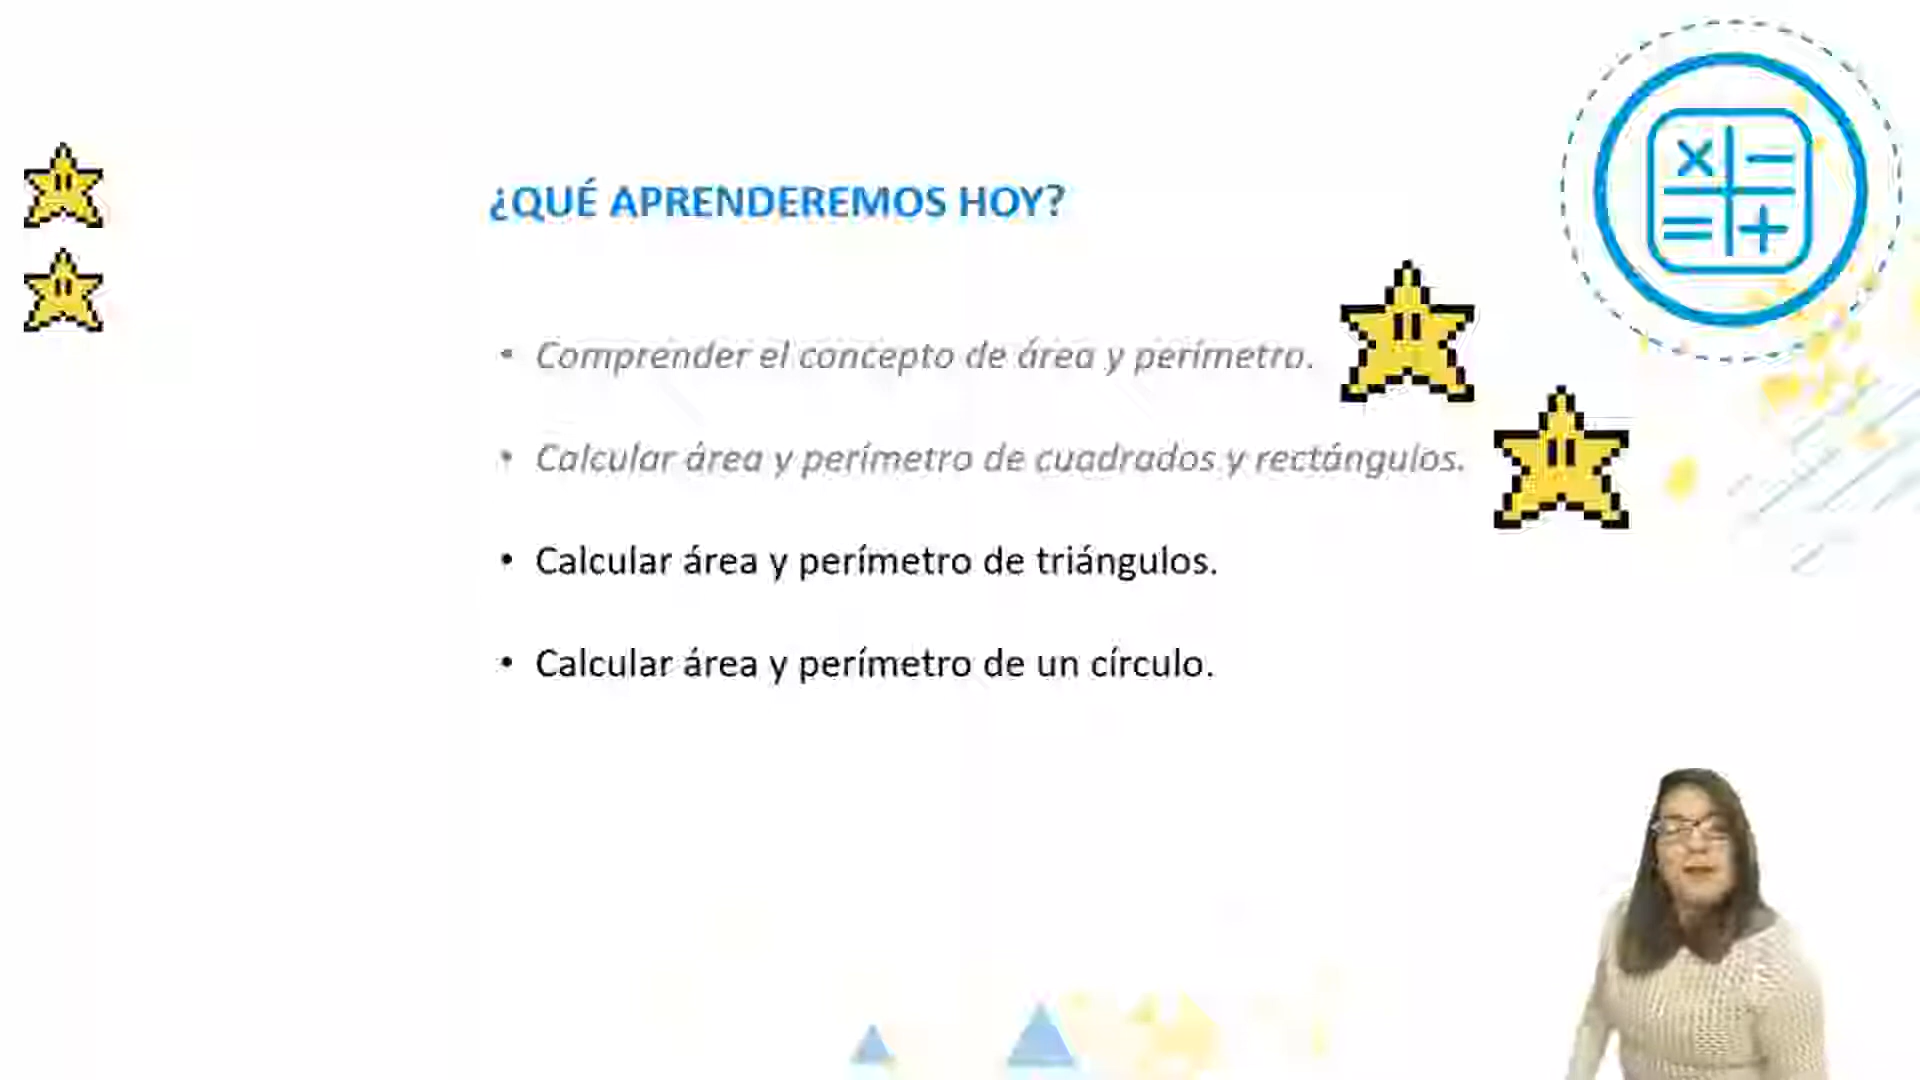 ¿QUÉ APRENDEREMOS HOY?
• Comprender el concepto de área y perímetro.
• Calcular área y perímetro de cuadrados y rectángulos.
• Calcular área y perímetro de triángulos.
• Calcular área y perímetro de un círculo.